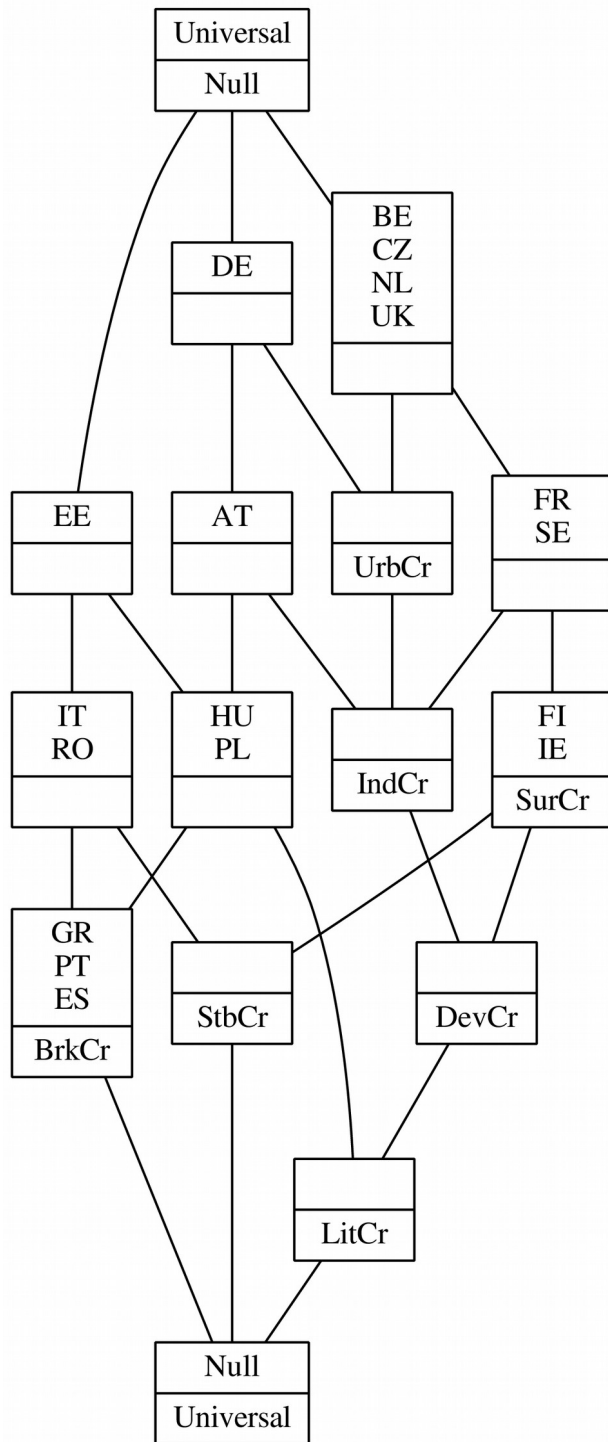 Universal
Null
BE
CZ
NL
UK
DE
EE
AT
UrbCr
FR
SE
IT
RO
HU
PL
IndCr
FI
IE
SurCr
GR
PT
ES
BrkCr
StbCr
DevCr
LitCr
Null
Universal